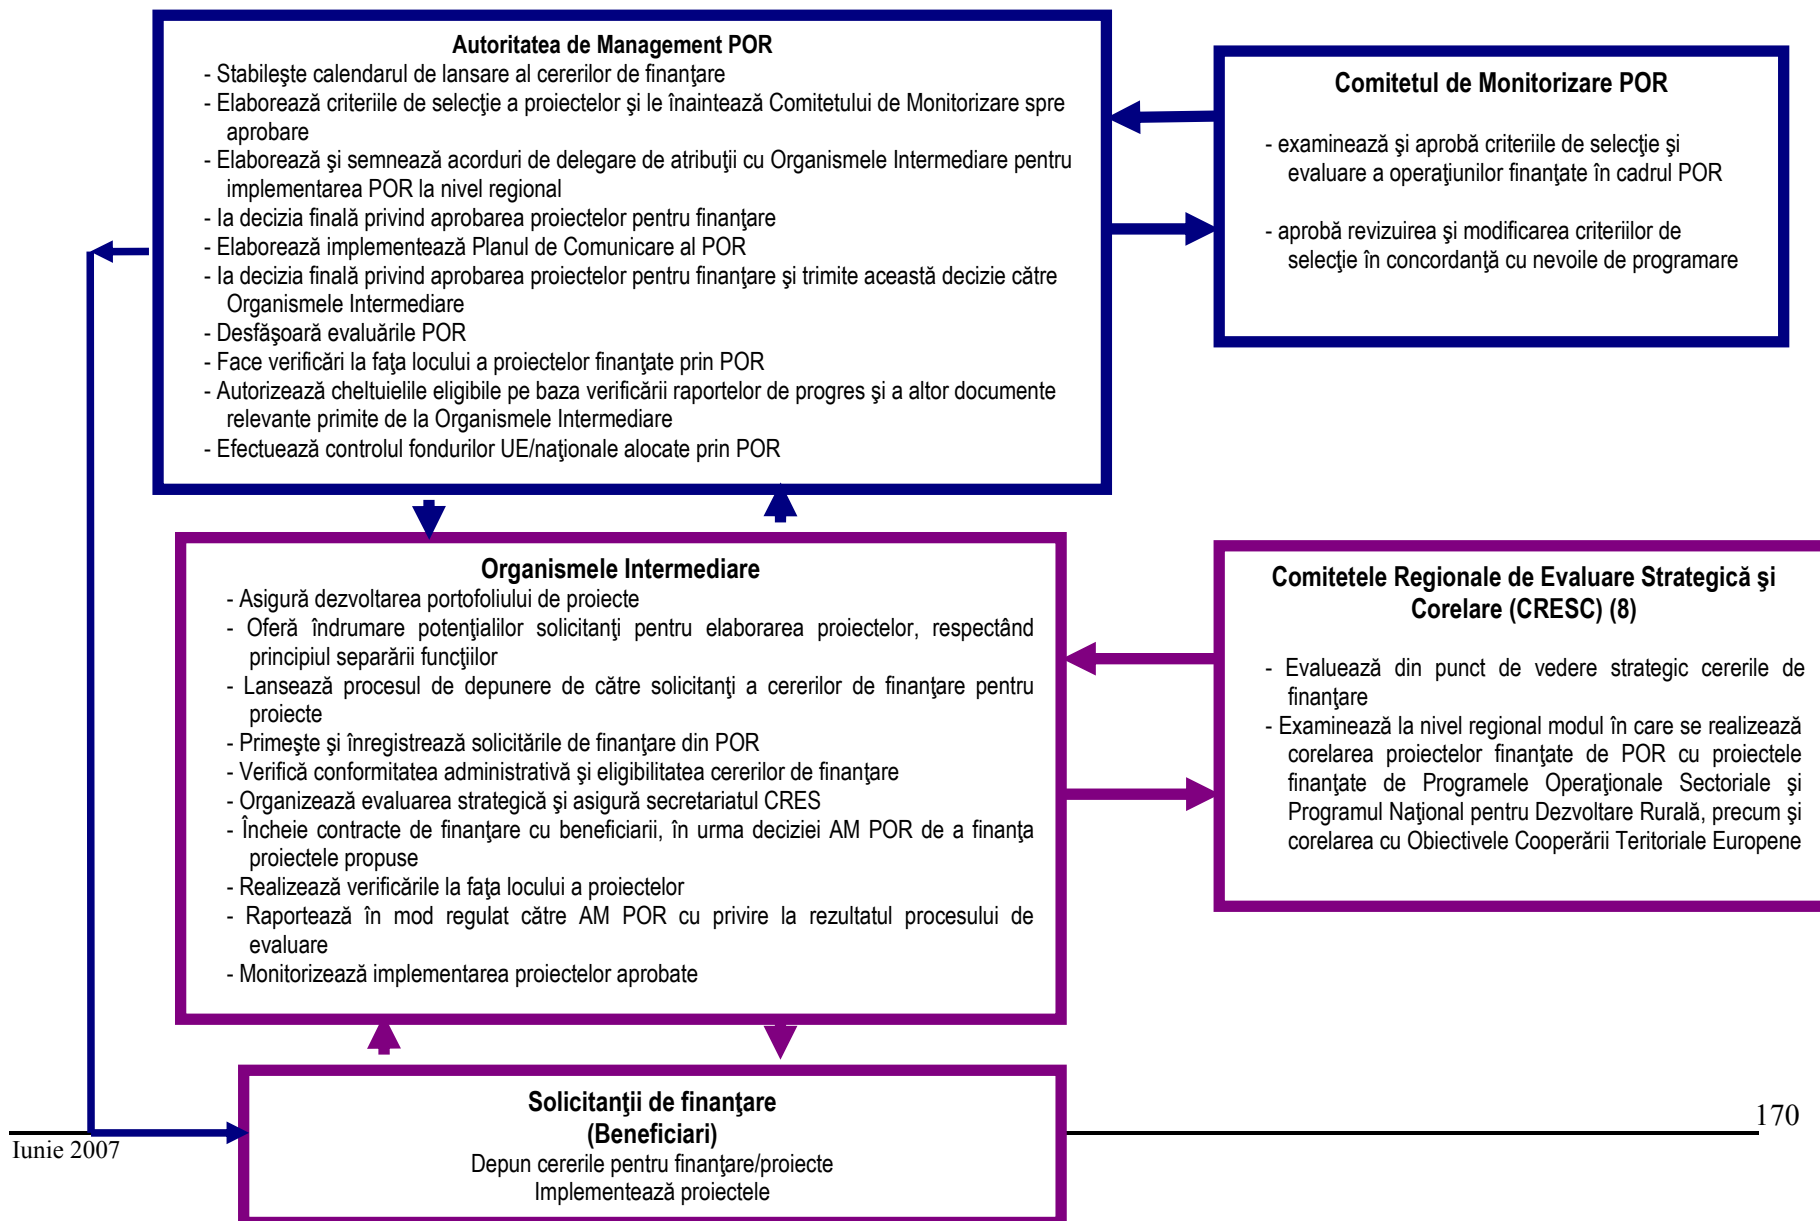 Autoritatea de Management POR
- Stabileşte calendarul de lansare al cererilor de finanţare
- Elaborează criteriile de selecţie a proiectelor şi le înaintează Comitetului de Monitorizare spre
aprobare
- Elaborează şi semnează acorduri de delegare de atribuţii cu Organismele Intermediare pentru
implementarea POR la nivel regional
- Ia decizia finală privind aprobarea proiectelor pentru finanţare
- Elaborează implementează Planul de Comunicare al POR
- Ia decizia finală privind aprobarea proiectelor pentru finanţare şi trimite această decizie către
Organismele Intermediare
- Desfăşoară evaluările POR
- Face verificări la faţa locului a proiectelor finanţate prin POR
- Autorizează cheltuielile eligibile pe baza verificării raportelor de progres şi a altor documente
relevante primite de la Organismele Intermediare
- Efectuează controlul fondurilor UE/naţionale alocate prin POR
Comitetul de Monitorizare POR
- examinează şi aprobă criteriile de selecţie şi
evaluare a operaţiunilor finanţate în cadrul POR
- aprobă revizuirea şi modificarea criteriilor de
selecţie în concordanţă cu nevoile de programare
Organismele Intermediare
- Asigură dezvoltarea portofoliului de proiecte
- Oferă îndrumare potenţialilor solicitanţi pentru elaborarea proiectelor, respectând
principiul separării funcţiilor
- Lansează procesul de depunere de către solicitanţi a cererilor de finanţare pentru
proiecte
- Primeşte şi înregistrează solicitările de finanţare din POR
- Verifică conformitatea administrativă şi eligibilitatea cererilor de finanţare
- Organizează evaluarea strategică şi asigură secretariatul CRES
- Încheie contracte de finanţare cu beneficiarii, în urma deciziei AM POR de a finanţa
proiectele propuse
- Realizează verificările la faţa locului a proiectelor
- Raportează în mod regulat către AM POR cu privire la rezultatul procesului de
evaluare
- Monitorizează implementarea proiectelor aprobate
Comitetele Regionale de Evaluare Strategică şi
Corelare (CRESC) (8)
- Evaluează din punct de vedere strategic cererile de
finanţare
- Examinează la nivel regional modul în care se realizează
corelarea proiectelor finanţate de POR cu proiectele
finanţate de Programele Operaţionale Sectoriale şi
Programul Naţional pentru Dezvoltare Rurală, precum şi
corelarea cu Obiectivele Cooperării Teritoriale Europene
Solicitanţii de finanţare
(Beneficiari)
Depun cererile pentru finanţare/proiecte
Implementează proiectele
170
Iunie 2007